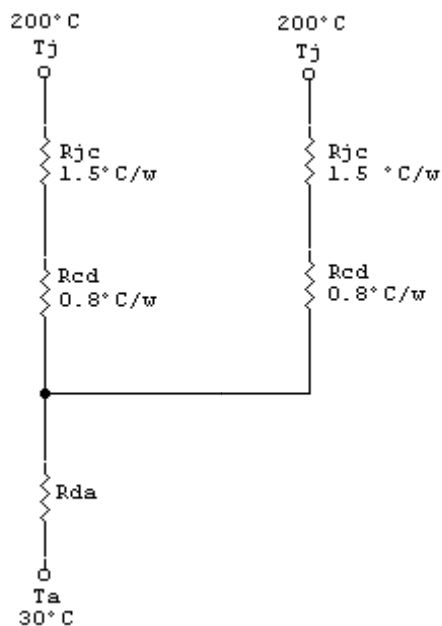 200°C
Tj
Rjc
1.5°C/w
Rcd
0.8°C/w
200°C
Tj
Rjc
1.5 °C/w
Rcd
0.8°C/w
Rda
Ta
30°C